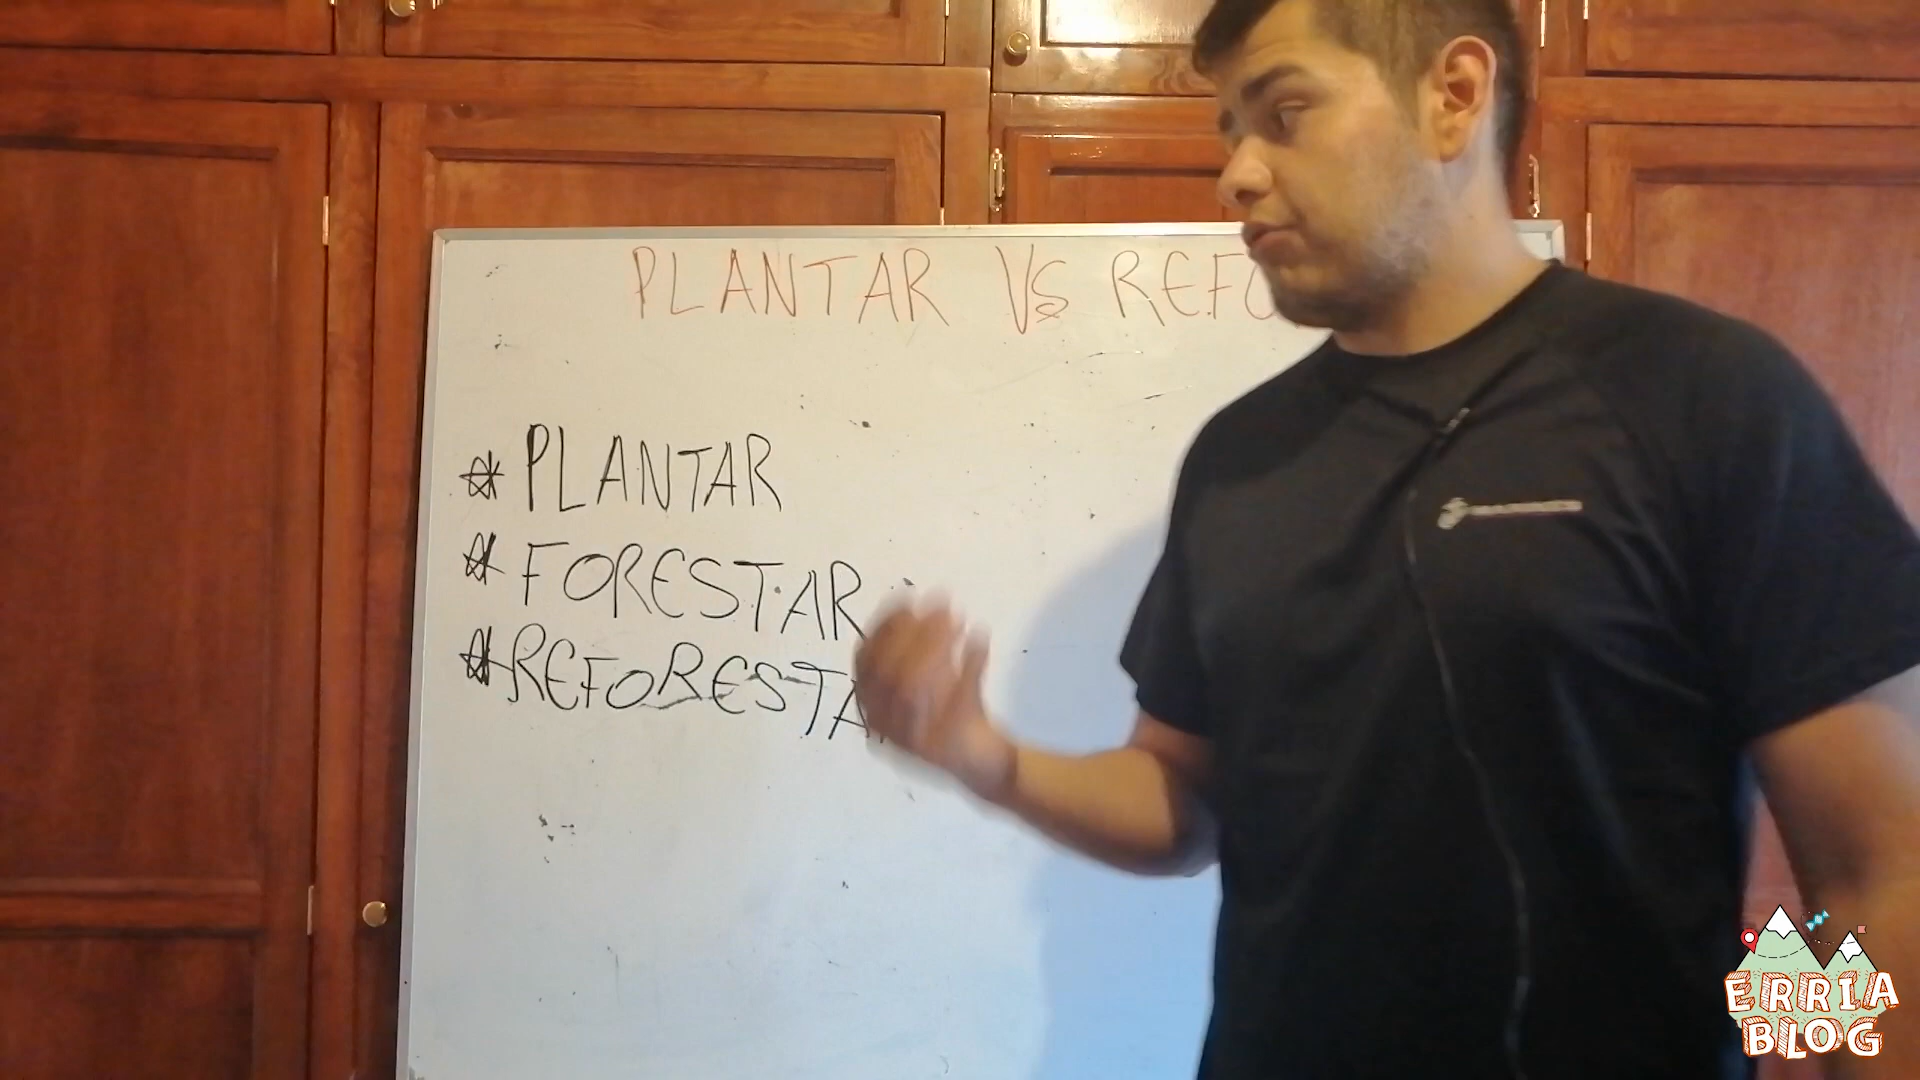 PLANTAR VS REFO
* PLANTAR
* FORESTAR
* REFORESTA
ERRIA
BLOG